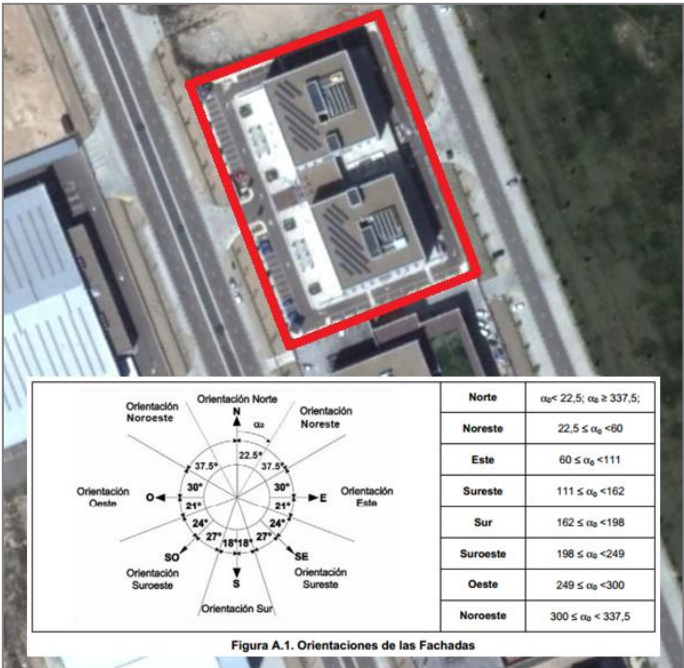 Orientación Norte
Orientación
Noroeste
N
α₀
Orientación
Noreste
22.5°
37.5°
37.5°
30°
30°
Orientación
Oeste
O
E
Orientación
Este
21°
21°
24°
24°
27°
18°
18°
27°
SO
SE
S
Orientación
Suroeste
Orientación
Sureste
Orientación Sur
Norte α₀< 22,5; α₀ ≥ 337,5;
Noreste 22,5 ≤ α₀ <60
Este 60 ≤ α₀ <111
Sureste 111 ≤ α₀ <162
Sur 162 ≤ α₀ <198
Suroeste 198 ≤ α₀ <249
Oeste 249 ≤ α₀ <300
Noroeste 300 ≤ α₀ < 337,5
Figura A.1. Orientaciones de las Fachadas